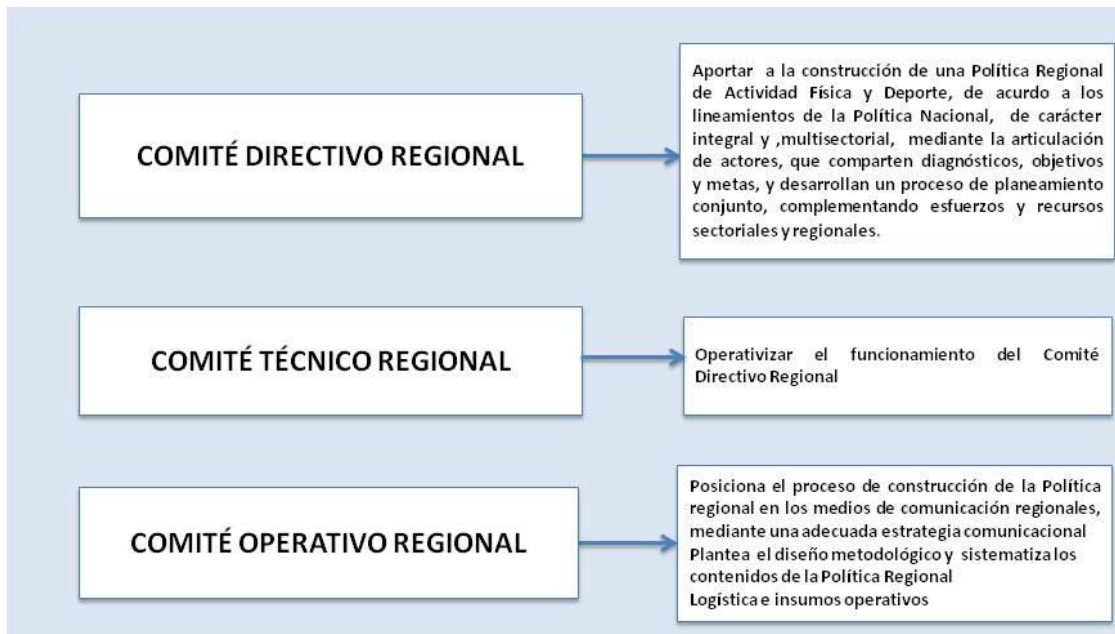 COMITÉ DIRECTIVO REGIONAL
Aportar a la construcción de una Política Regional
de Actividad Física y Deporte, de acuerdo a los
lineamientos de la Política Nacional, de carácter
integral y ,multisectorial, mediante la articulación
de actores, que comparten diagnósticos, objetivos
y metas, y desarrollan un proceso de planeamiento
conjunto, complementando esfuerzos y recursos
sectoriales y regionales.
COMITÉ TÉCNICO REGIONAL
Operativizar el funcionamiento del Comité
Directivo Regional
COMITÉ OPERATIVO REGIONAL
Posiciona el proceso de construcción de la Política
regional en los medios de comunicación regionales,
mediante una adecuada estrategia comunicacional
Plantea el diseño metodológico y sistematiza los
contenidos de la Política Regional
Logística e insumos operativos